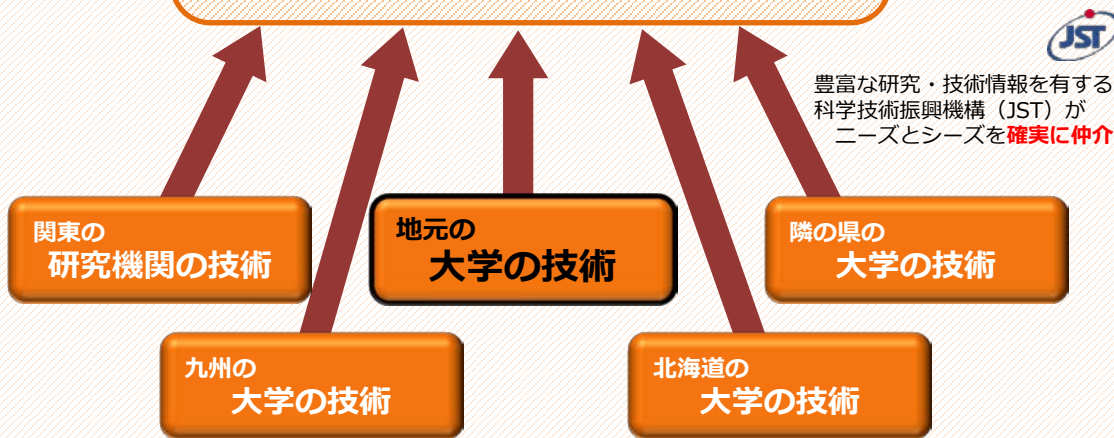 JST
豊富な研究・技術情報を有する
科学技術振興機構（JST）が
ニーズとシーズを確実に仲介
関東の
研究機関の技術
地元の
大学の技術
隣の県の
大学の技術
九州の
大学の技術
北海道の
大学の技術